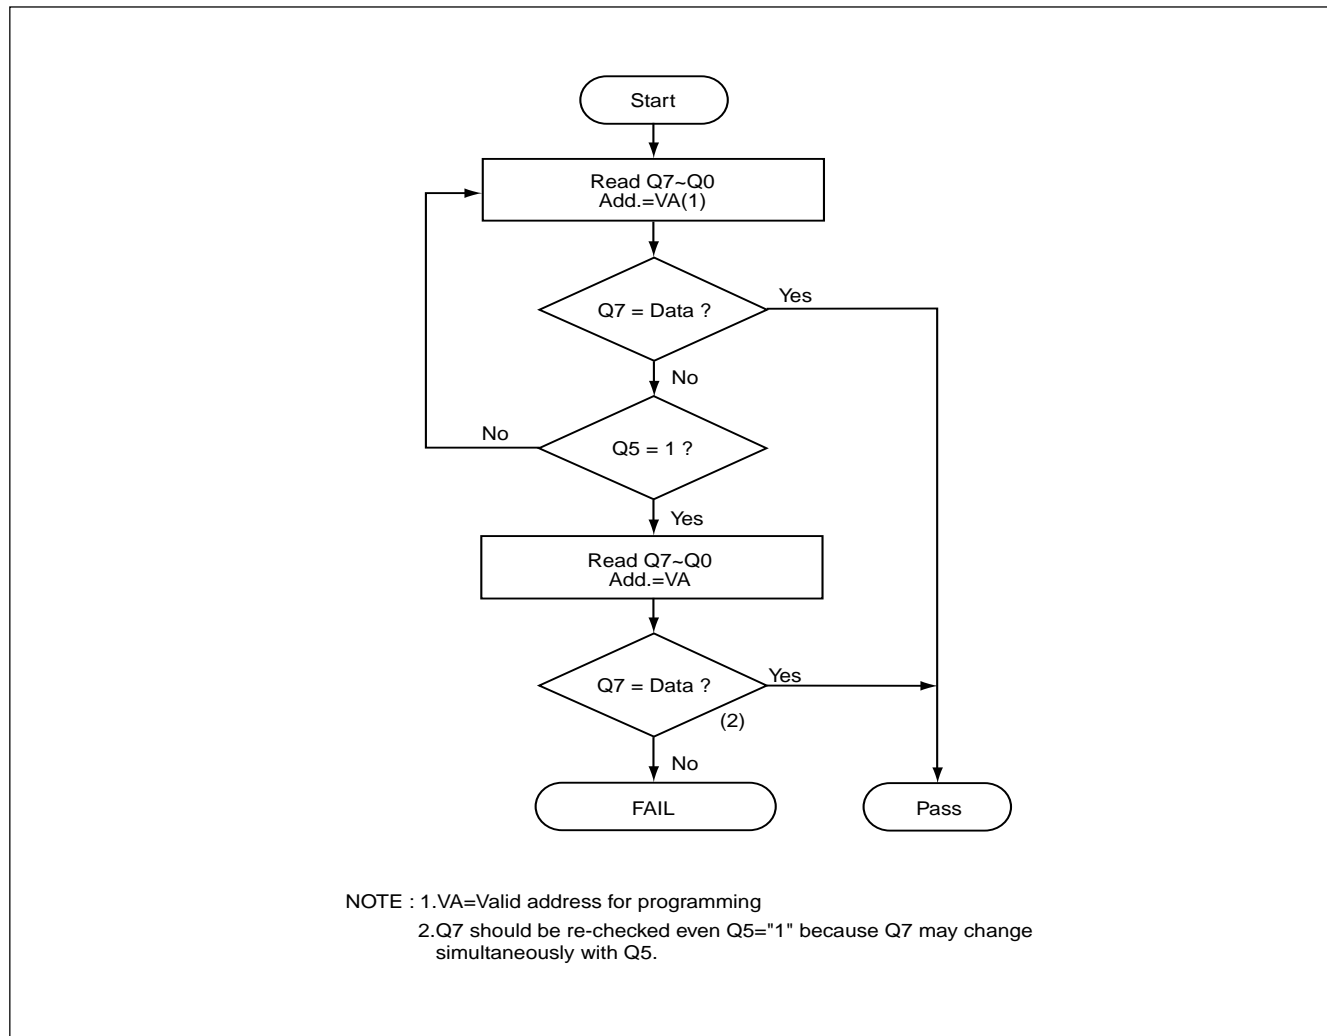 Start
Read Q7~Q0
Add.=VA(1)
Q7 = Data ?
Yes
No
No
Q5 = 1 ?
Yes
Read Q7~Q0
Add.=VA
Q7 = Data ?
Yes
(2)
No
FAIL
Pass
NOTE : 1.VA=Valid address for programming
2.Q7 should be re-checked even Q5="1" because Q7 may change
simultaneously with Q5.